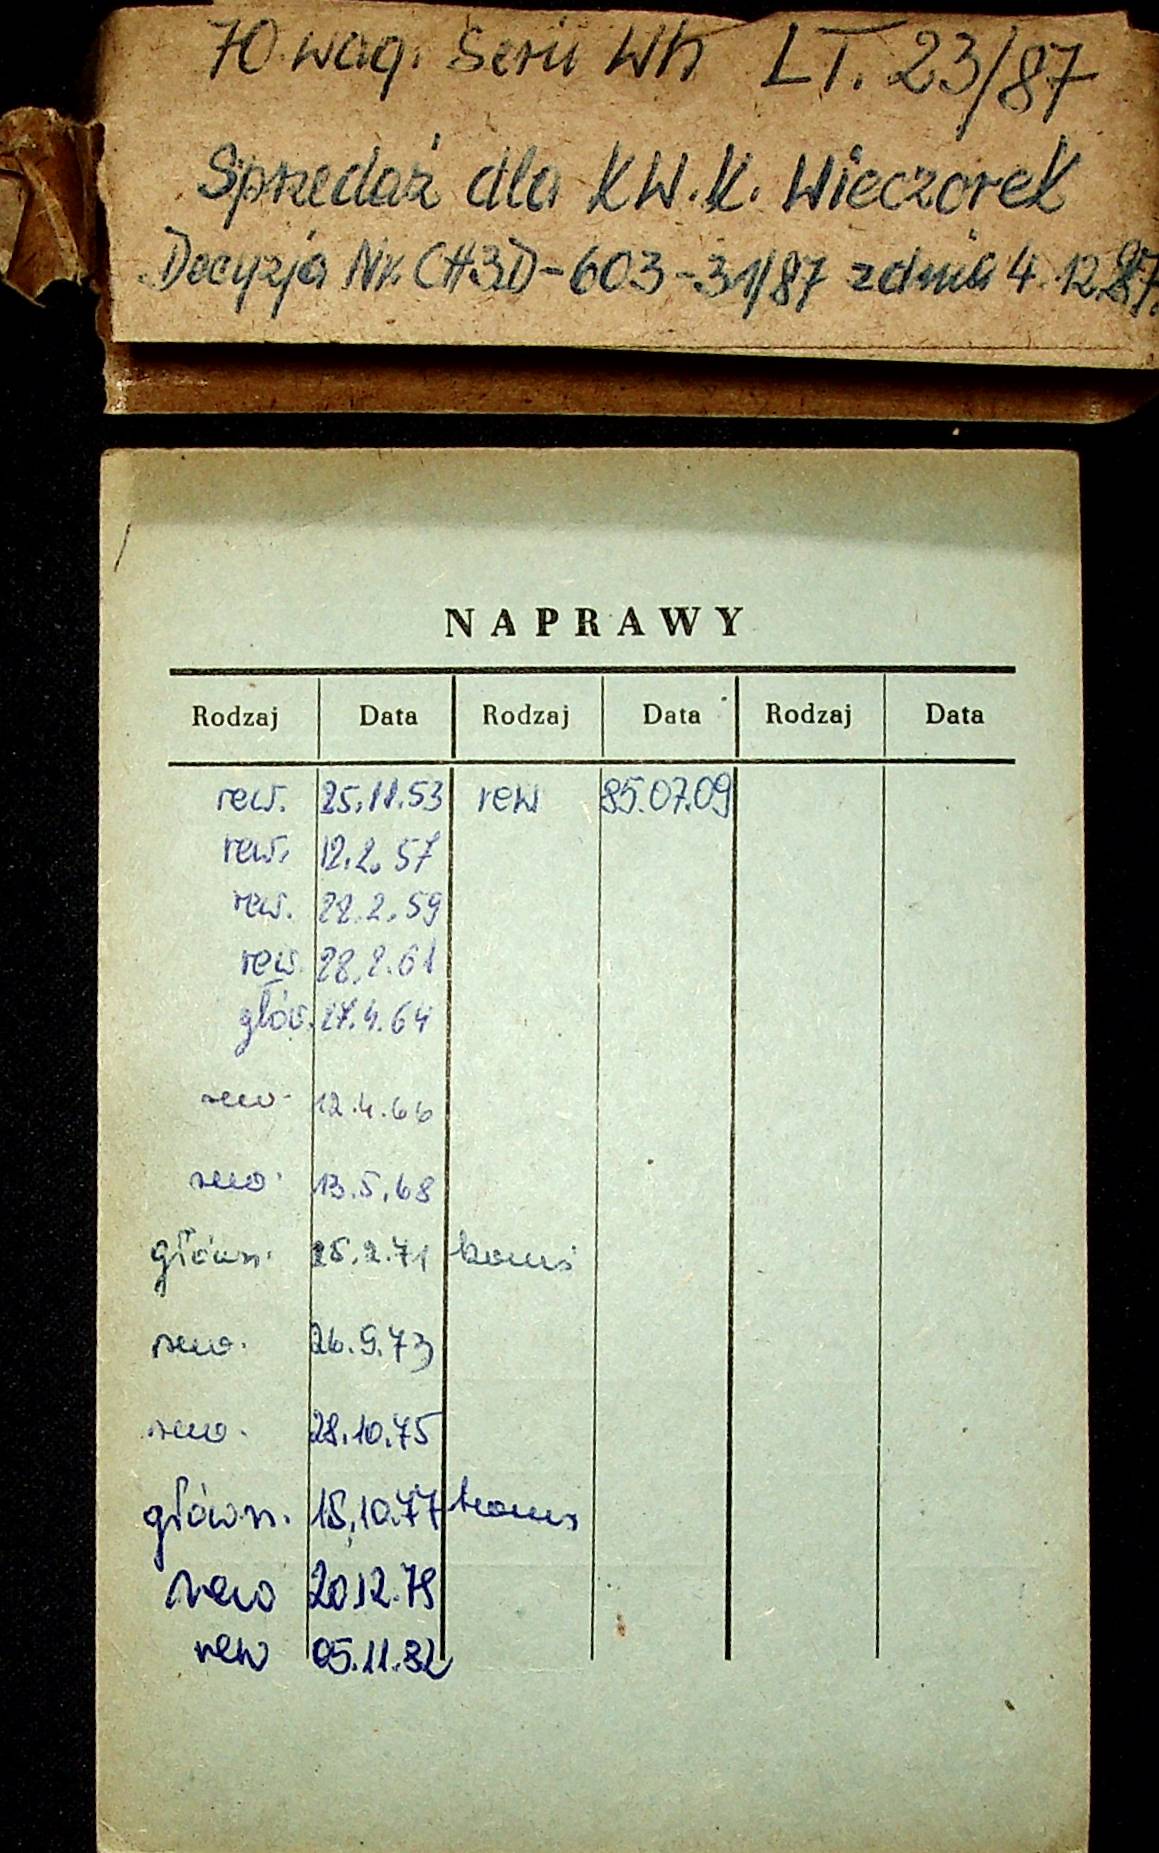 70 wag. Serii Wh LT. 23/87
Sprzedaż dla KW.K. Wieczorek
Decyzja Nr. CH3D-603-31/87 z dnia 4.12.87.
NAPRAWY
Rodzaj Data Rodzaj Data Rodzaj Data
rew. 25.11.53 rew 85.07.09
rew. 12.2.57
rew. 22.2.59
rew. 28.2.61
głów. 27.4.64
rew. 12.4.66
rew. 13.5.68
główn. 25.2.71
rew. 26.9.73
rew. 28.10.75
główn. 15.10.77
rew 20.12.79
rew 05.11.82